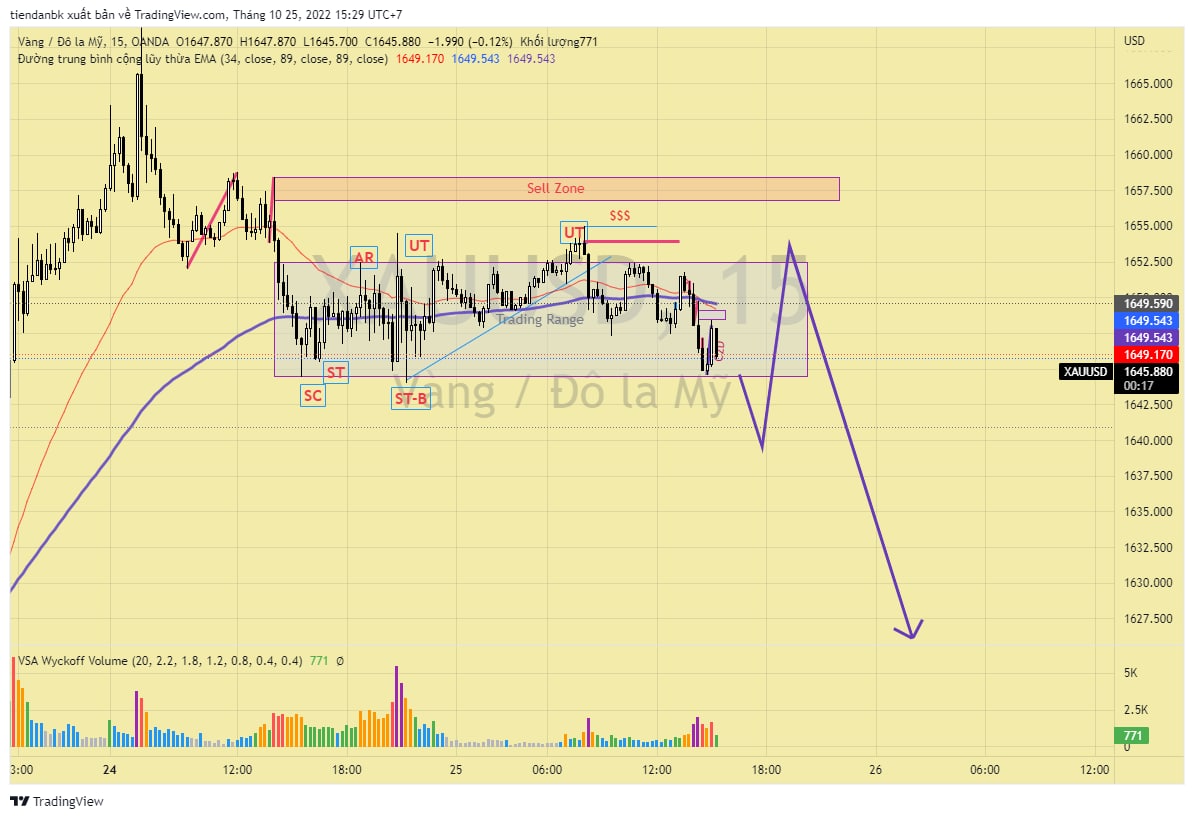 tiendanbk xuất bản về TradingView.com, Tháng 10 25, 2022 15:29 UTC+7
Vàng / Đô la Mỹ, 15, OANDA O1647.870 H1647.870 L1645.700 C1645.880 −1.990 (−0.12%) Khối lượng771
Đường trung bình cộng lũy thừa EMA (34, close, 89, close, 89, close) 1649.170 1649.543 1649.543
USD
1665.000
1662.500
1660.000
1657.500
1655.000
1652.500
1649.590
1649.543
1649.543
1649.170
XAUUSD 1645.880
00:17
1642.500
1640.000
1637.500
1635.000
1632.500
1630.000
1627.500
Sell Zone
$$$
UT
UT
AR
XAUUSD, 15
Trading Range
Vàng / Đô la Mỹ
ST
SC
ST-B
VSA Wyckoff Volume (20, 2.2, 1.8, 1.2, 0.8, 0.4, 0.4) 771 Ø
5K
2.5K
771
0
3:00 24 12:00 18:00 25 06:00 12:00 18:00 26 06:00 12:00
TradingView